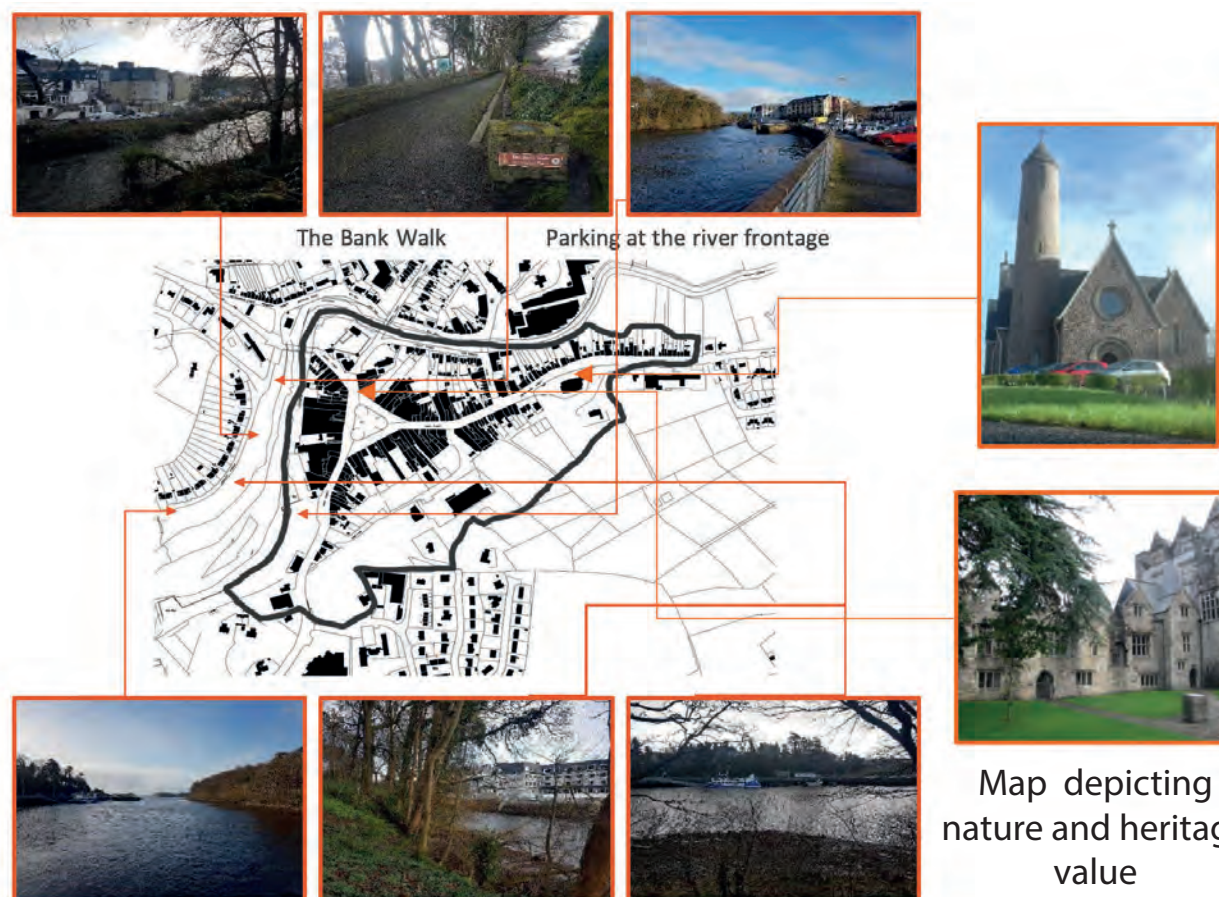 The Bank Walk
Parking at the river frontage
Map depicting
nature and heritag
value